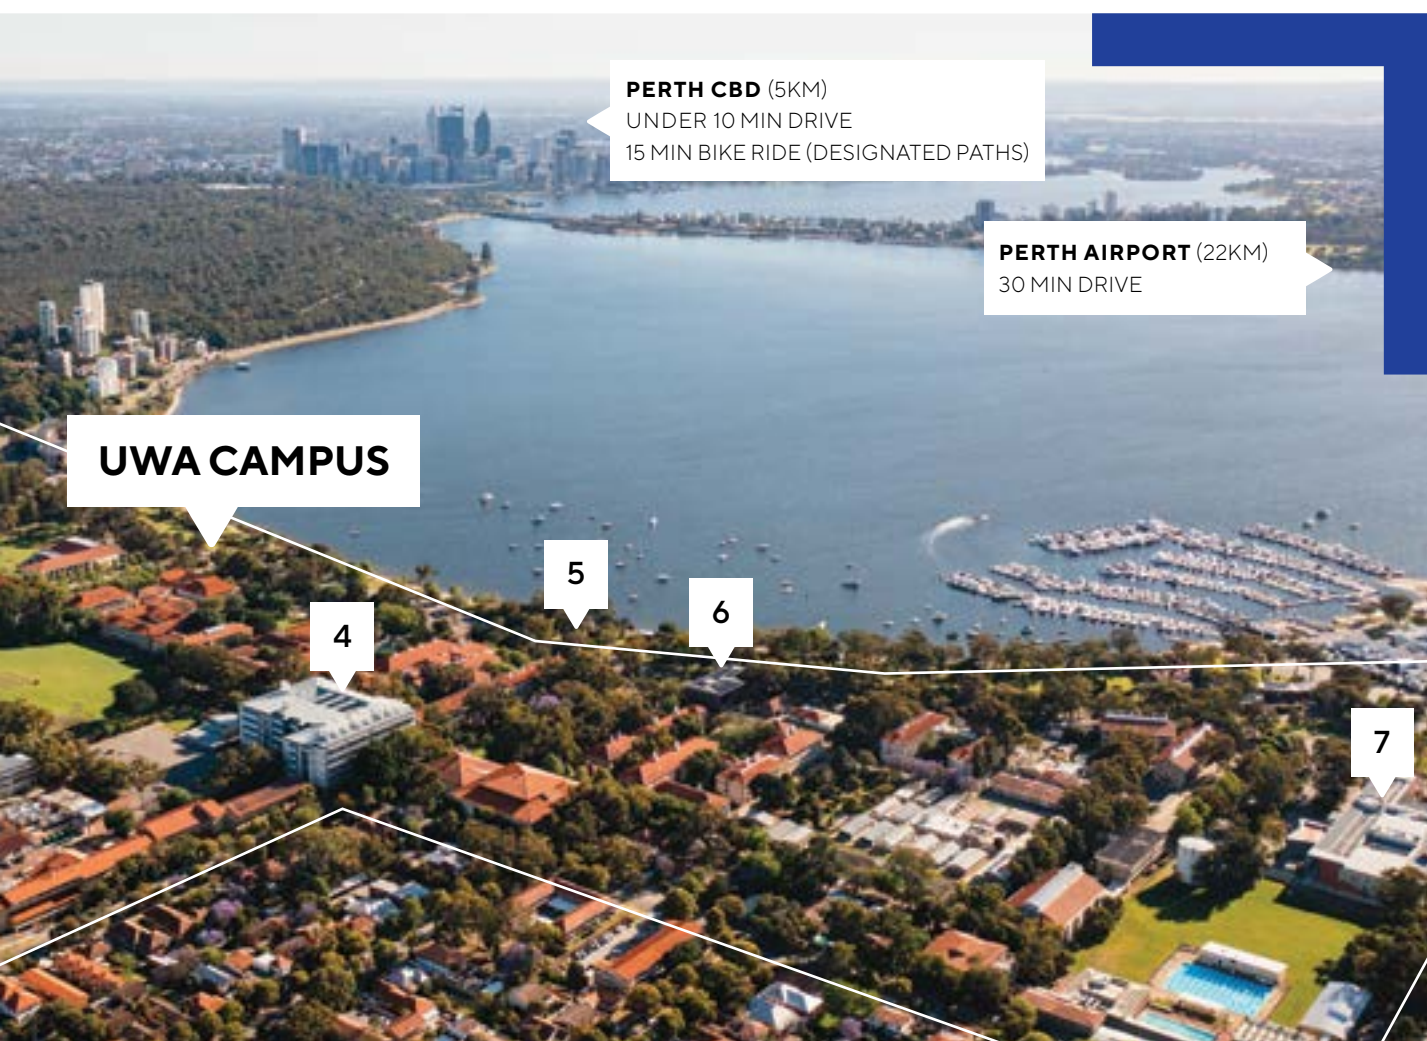 PERTH CBD (5KM)
UNDER 10 MIN DRIVE
15 MIN BIKE RIDE (DESIGNATED PATHS)
PERTH AIRPORT (22KM)
30 MIN DRIVE
UWA CAMPUS
5
6
4
7